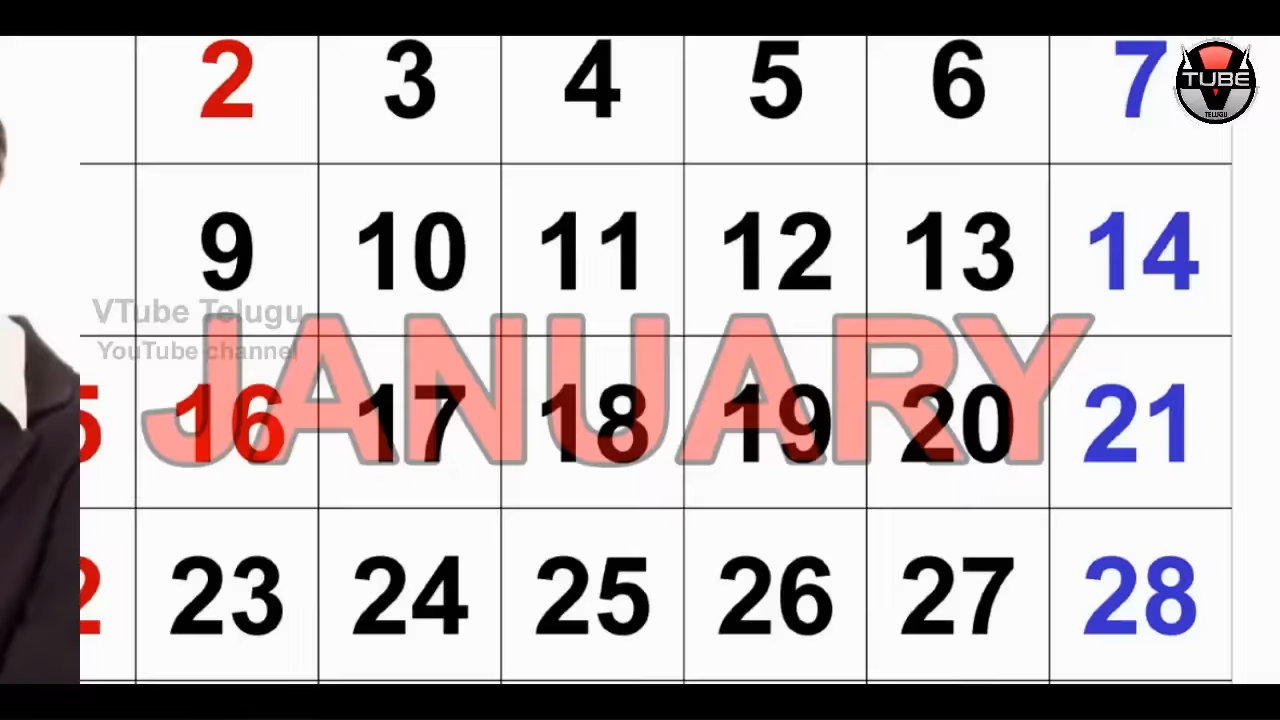 2 3 4 5 6 7
TUBE
TELUGU
9 10 11 12 13 14
VTube Telugu
YouTube channel
JANUARY
16 17 18 19 20 21
23 24 25 26 27 28